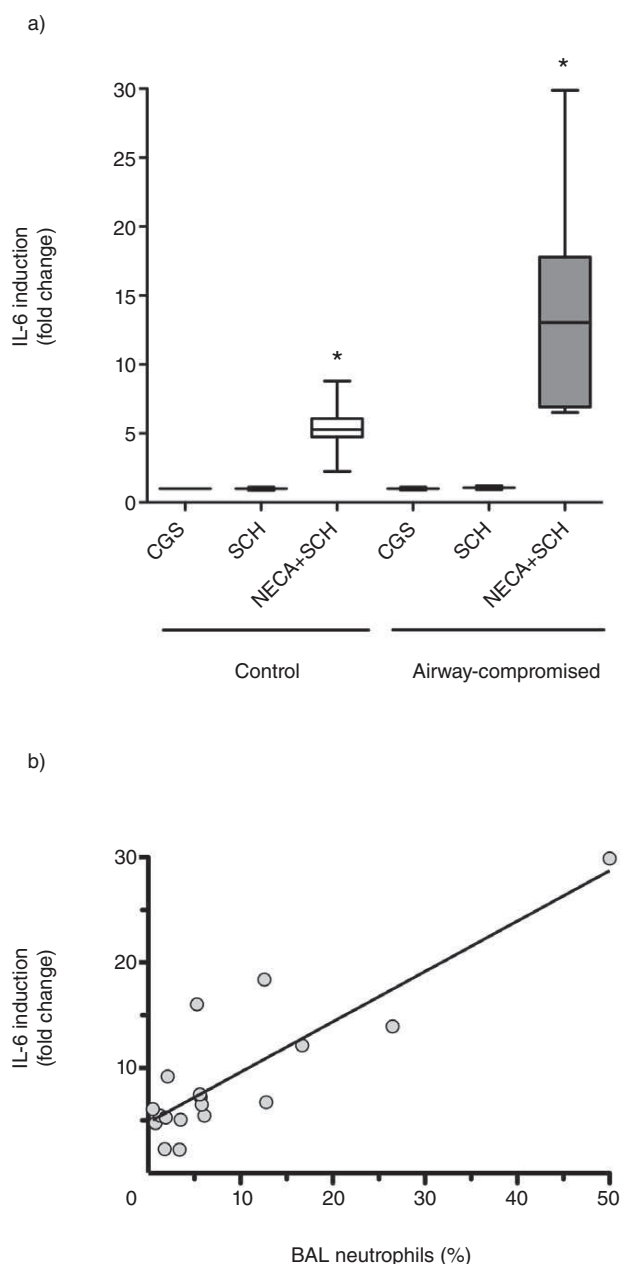 a)
*
30
25
20
15
10
5
0
IL-6 induction
(fold change)
*
CGS
SCH
NECA+SCH
CGS
SCH
NECA+SCH
Control
Airway-compromised
b)
30
20
10
IL-6 induction
(fold change)
0
10
20
30
40
50
BAL neutrophils (%)